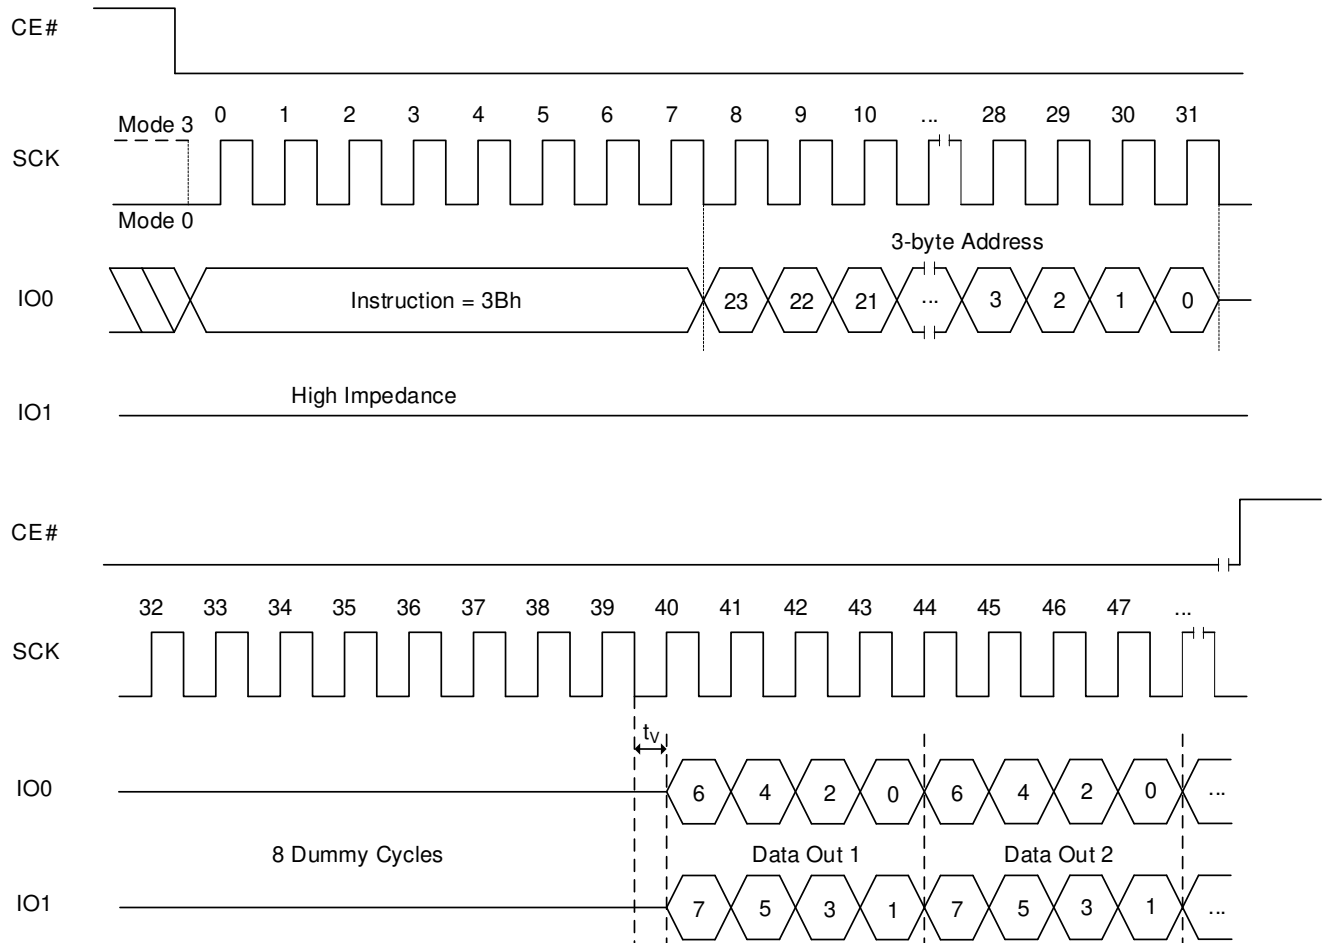 CE#
Mode 3 0 1 2 3 4 5 6 7 8 9 10 ... 28 29 30 31
SCK
Mode 0
3-byte Address
IO0 Instruction = 3Bh 23 22 21 ... 3 2 1 0
High Impedance
IO1
CE#
32 33 34 35 36 37 38 39 40 41 42 43 44 45 46 47 ...
SCK
tV
IO0 6 4 2 0 6 4 2 0 ...
8 Dummy Cycles Data Out 1 Data Out 2
IO1 7 5 3 1 7 5 3 1 ...